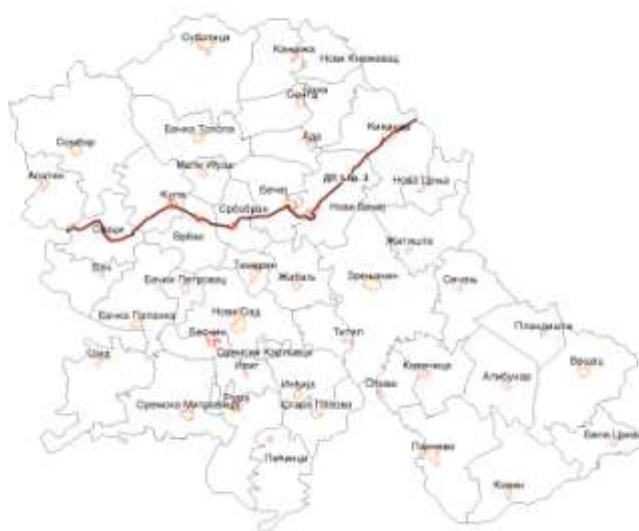 Суботица
Кањижа
Нови Кнежевац
Сента
Бачка Топола
Ада
Кикинда
Сомбор
Апатин
Мали Иђош
ДП 1 бр. 3
Нова Црња
Кула
Бечеј
Србобран
Нови Бечеј
Оџаци
Врбас
Житиште
Бач
Темерин
Жабаљ
Зрењанин
Сечањ
Бачки Петровац
Бачка Паланка
Нови Сад
Пландиште
Беочин
Тител
Шид
Сремски Карловци
Ириг
Ковачица
Алибунар
Вршац
Инђија
Опово
Сремска Митровица
Рума
Стара Пазова
Бела Црква
Панчево
Пећинци
Ковин